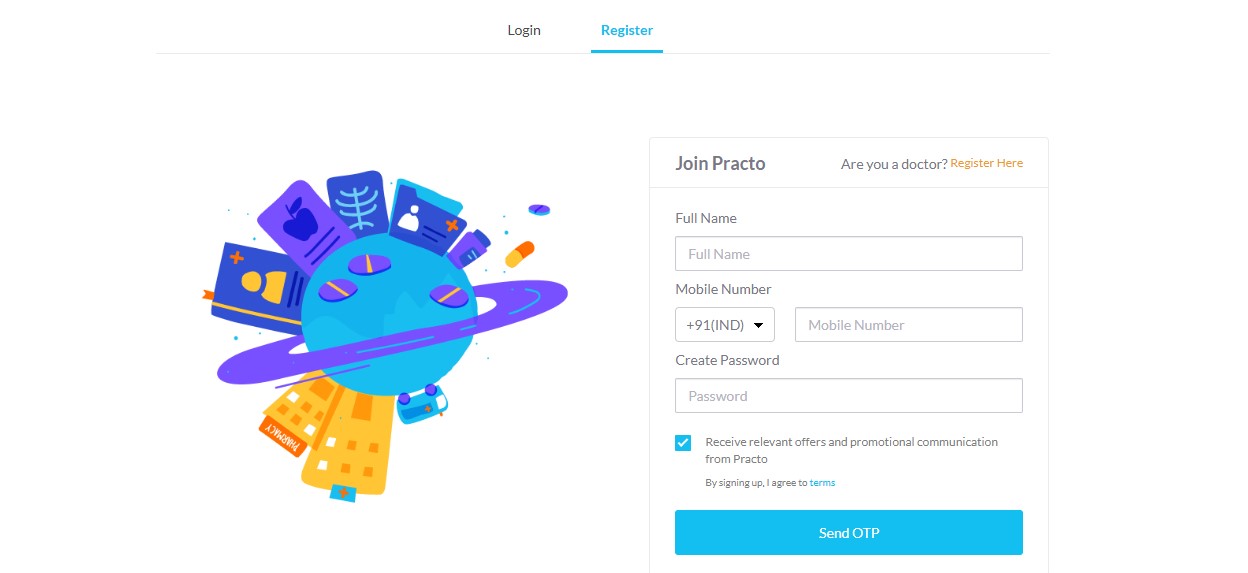 Login
Register
Join Practo
Are you a doctor? Register Here
Full Name
Full Name
Mobile Number
+91(IND)
Mobile Number
Create Password
Password
Receive relevant offers and promotional communication
from Practo
By signing up, I agree to terms
Send OTP
PHARMACY